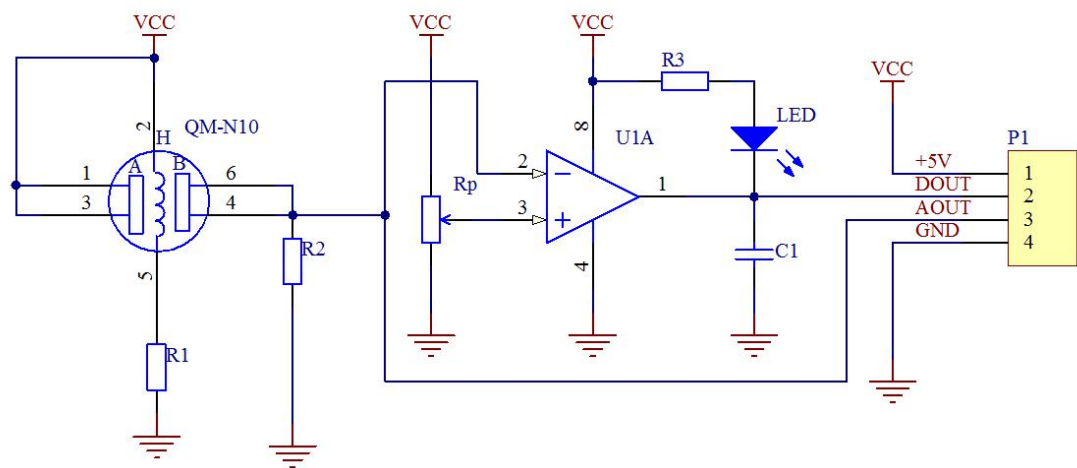 VCC
VCC
VCC
R3
VCC
2
H
QM-N10
LED
8
U1A
P1
1
A
B
6
2
+5V
1
3
4
Rp
1
DOUT
2
3
AOUT
3
GND
4
R2
5
4
C1
R1